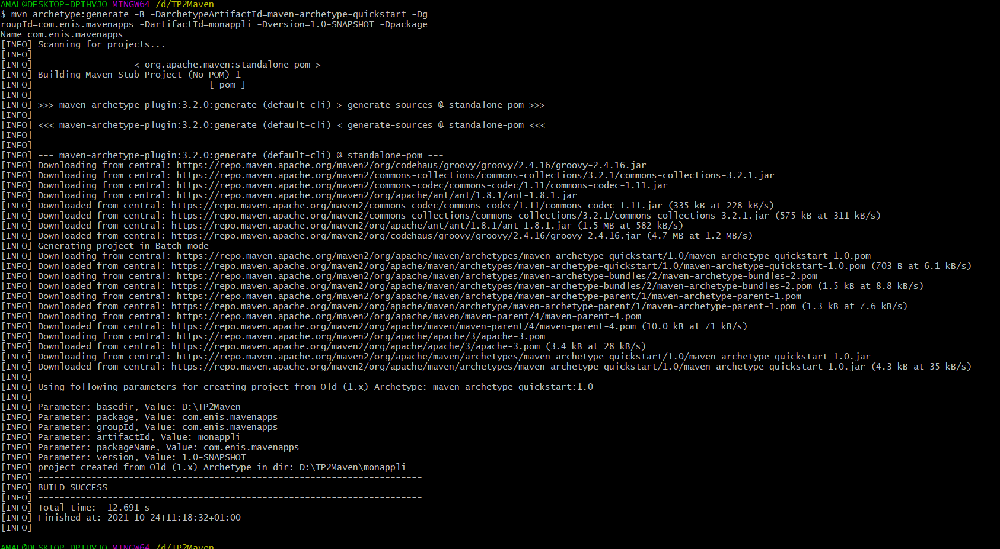 AMAL@DESKTOP-DPIHVJO MINGW64 /d/TP2Maven
$ mvn archetype:generate -B -DarchetypeArtifactId=maven-archetype-quickstart -Dg
roupId=com.enis.mavenapps -DartifactId=monappli -Dversion=1.0-SNAPSHOT -Dpackage
Name=com.enis.mavenapps
[INFO] Scanning for projects...
[INFO]
[INFO] ------------------< org.apache.maven:standalone-pom >-------------------
[INFO] Building Maven Stub Project (No POM) 1
[INFO] --------------------------------[ pom ]---------------------------------
[INFO]
[INFO] >>> maven-archetype-plugin:3.2.0:generate (default-cli) > generate-sources @ standalone-pom >>>
[INFO]
[INFO] <<< maven-archetype-plugin:3.2.0:generate (default-cli) < generate-sources @ standalone-pom <<<
[INFO]
[INFO]
[INFO] --- maven-archetype-plugin:3.2.0:generate (default-cli) @ standalone-pom ---
[INFO] Downloading from central: https://repo.maven.apache.org/maven2/org/codehaus/groovy/groovy/2.4.16/groovy-2.4.16.jar
[INFO] Downloading from central: https://repo.maven.apache.org/maven2/commons-collections/commons-collections/3.2.1/commons-collections-3.2.1.jar
[INFO] Downloading from central: https://repo.maven.apache.org/maven2/commons-codec/commons-codec/1.11/commons-codec-1.11.jar
[INFO] Downloading from central: https://repo.maven.apache.org/maven2/org/apache/ant/ant/1.8.1/ant-1.8.1.jar
[INFO] Downloaded from central: https://repo.maven.apache.org/maven2/commons-codec/commons-codec/1.11/commons-codec-1.11.jar (335 kB at 228 kB/s)
[INFO] Downloaded from central: https://repo.maven.apache.org/maven2/commons-collections/commons-collections/3.2.1/commons-collections-3.2.1.jar (575 kB at 311 kB/s)
[INFO] Downloaded from central: https://repo.maven.apache.org/maven2/org/apache/ant/ant/1.8.1/ant-1.8.1.jar (1.5 MB at 582 kB/s)
[INFO] Downloaded from central: https://repo.maven.apache.org/maven2/org/codehaus/groovy/groovy/2.4.16/groovy-2.4.16.jar (4.7 MB at 1.2 MB/s)
[INFO] Generating project in Batch mode
[INFO] Downloading from central: https://repo.maven.apache.org/maven2/org/apache/maven/archetypes/maven-archetype-quickstart/1.0/maven-archetype-quickstart-1.0.pom
[INFO] Downloaded from central: https://repo.maven.apache.org/maven2/org/apache/maven/archetypes/maven-archetype-quickstart/1.0/maven-archetype-quickstart-1.0.pom (703 B at 6.1 kB/s)
[INFO] Downloading from central: https://repo.maven.apache.org/maven2/org/apache/maven/archetypes/maven-archetype-bundles/2/maven-archetype-bundles-2.pom
[INFO] Downloaded from central: https://repo.maven.apache.org/maven2/org/apache/maven/archetypes/maven-archetype-bundles/2/maven-archetype-bundles-2.pom (1.5 kB at 8.8 kB/s)
[INFO] Downloading from central: https://repo.maven.apache.org/maven2/org/apache/maven/archetype/maven-archetype-parent/1/maven-archetype-parent-1.pom
[INFO] Downloaded from central: https://repo.maven.apache.org/maven2/org/apache/maven/archetype/maven-archetype-parent/1/maven-archetype-parent-1.pom (1.3 kB at 7.6 kB/s)
[INFO] Downloading from central: https://repo.maven.apache.org/maven2/org/apache/maven/maven-parent/4/maven-parent-4.pom
[INFO] Downloaded from central: https://repo.maven.apache.org/maven2/org/apache/maven/maven-parent/4/maven-parent-4.pom (10.0 kB at 71 kB/s)
[INFO] Downloading from central: https://repo.maven.apache.org/maven2/org/apache/apache/3/apache-3.pom
[INFO] Downloaded from central: https://repo.maven.apache.org/maven2/org/apache/apache/3/apache-3.pom (3.4 kB at 28 kB/s)
[INFO] Downloading from central: https://repo.maven.apache.org/maven2/org/apache/maven/archetypes/maven-archetype-quickstart/1.0/maven-archetype-quickstart-1.0.jar
[INFO] Downloaded from central: https://repo.maven.apache.org/maven2/org/apache/maven/archetypes/maven-archetype-quickstart/1.0/maven-archetype-quickstart-1.0.jar (4.3 kB at 35 kB/s)
[INFO] ----------------------------------------------------------------------------
[INFO] Using following parameters for creating project from Old (1.x) Archetype: maven-archetype-quickstart:1.0
[INFO] ----------------------------------------------------------------------------
[INFO] Parameter: basedir, Value: D:\TP2Maven
[INFO] Parameter: package, Value: com.enis.mavenapps
[INFO] Parameter: groupId, Value: com.enis.mavenapps
[INFO] Parameter: artifactId, Value: monappli
[INFO] Parameter: packageName, Value: com.enis.mavenapps
[INFO] Parameter: version, Value: 1.0-SNAPSHOT
[INFO] project created from Old (1.x) Archetype in dir: D:\TP2Maven\monappli
[INFO] ------------------------------------------------------------------------
[INFO] BUILD SUCCESS
[INFO] ------------------------------------------------------------------------
[INFO] Total time:  12.691 s
[INFO] Finished at: 2021-10-24T11:18:32+01:00
[INFO] ------------------------------------------------------------------------
AMAL@DESKTOP-DPIHVJO MINGW64 /d/TP2Maven